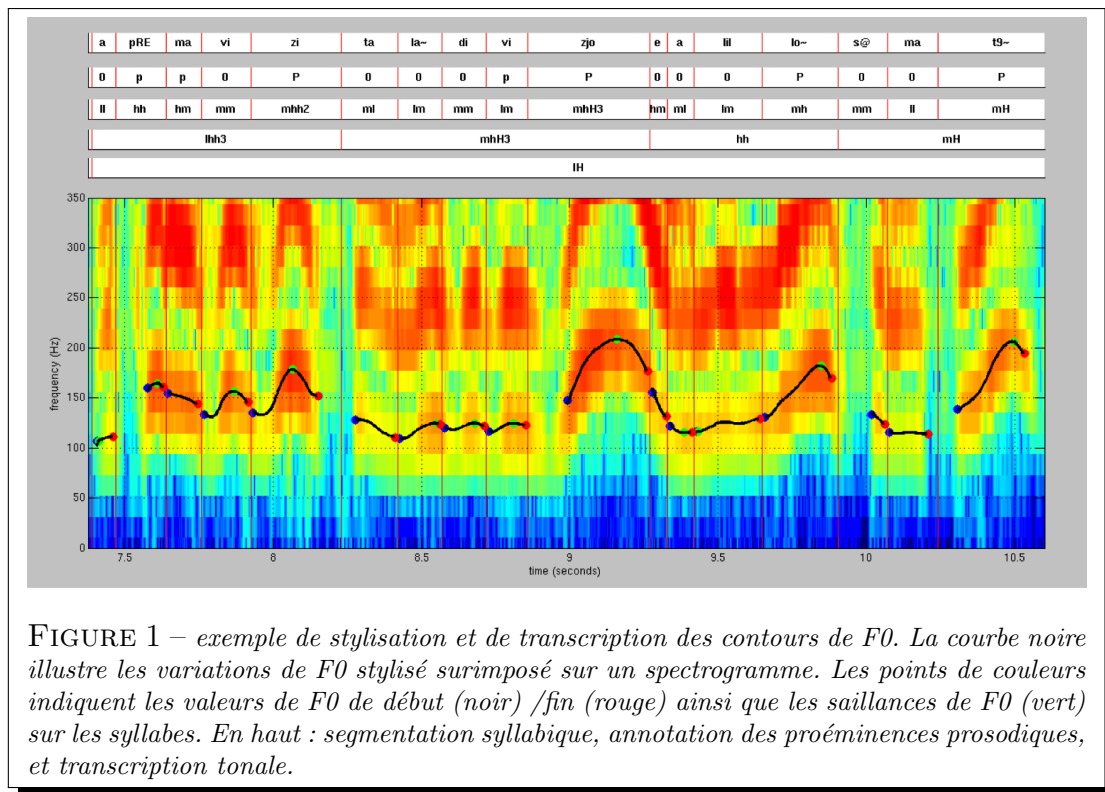 a pRE ma vi zi ta la~ di vi zjo e a lil lo~ s@ ma t9~
0 p p 0 P 0 0 0 p P 0 0 0 P 0 0 P
ll hh hm mm mhh2 ml lm mm lm mhH3 hm ml lm mh mm ll mH
lhh3 mhH3 hh mH
lH
350
300
250
200
150
100
50
0
frequency (Hz)
7.5 8 8.5 9 9.5 10 10.5
time (seconds)
FIGURE 1 – exemple de stylisation et de transcription des contours de F0. La courbe noire
illustre les variations de F0 stylisé surimposé sur un spectrogramme. Les points de couleurs
indiquent les valeurs de F0 de début (noir) /fin (rouge) ainsi que les saillances de F0 (vert)
sur les syllabes. En haut : segmentation syllabique, annotation des proéminences prosodiques,
et transcription tonale.